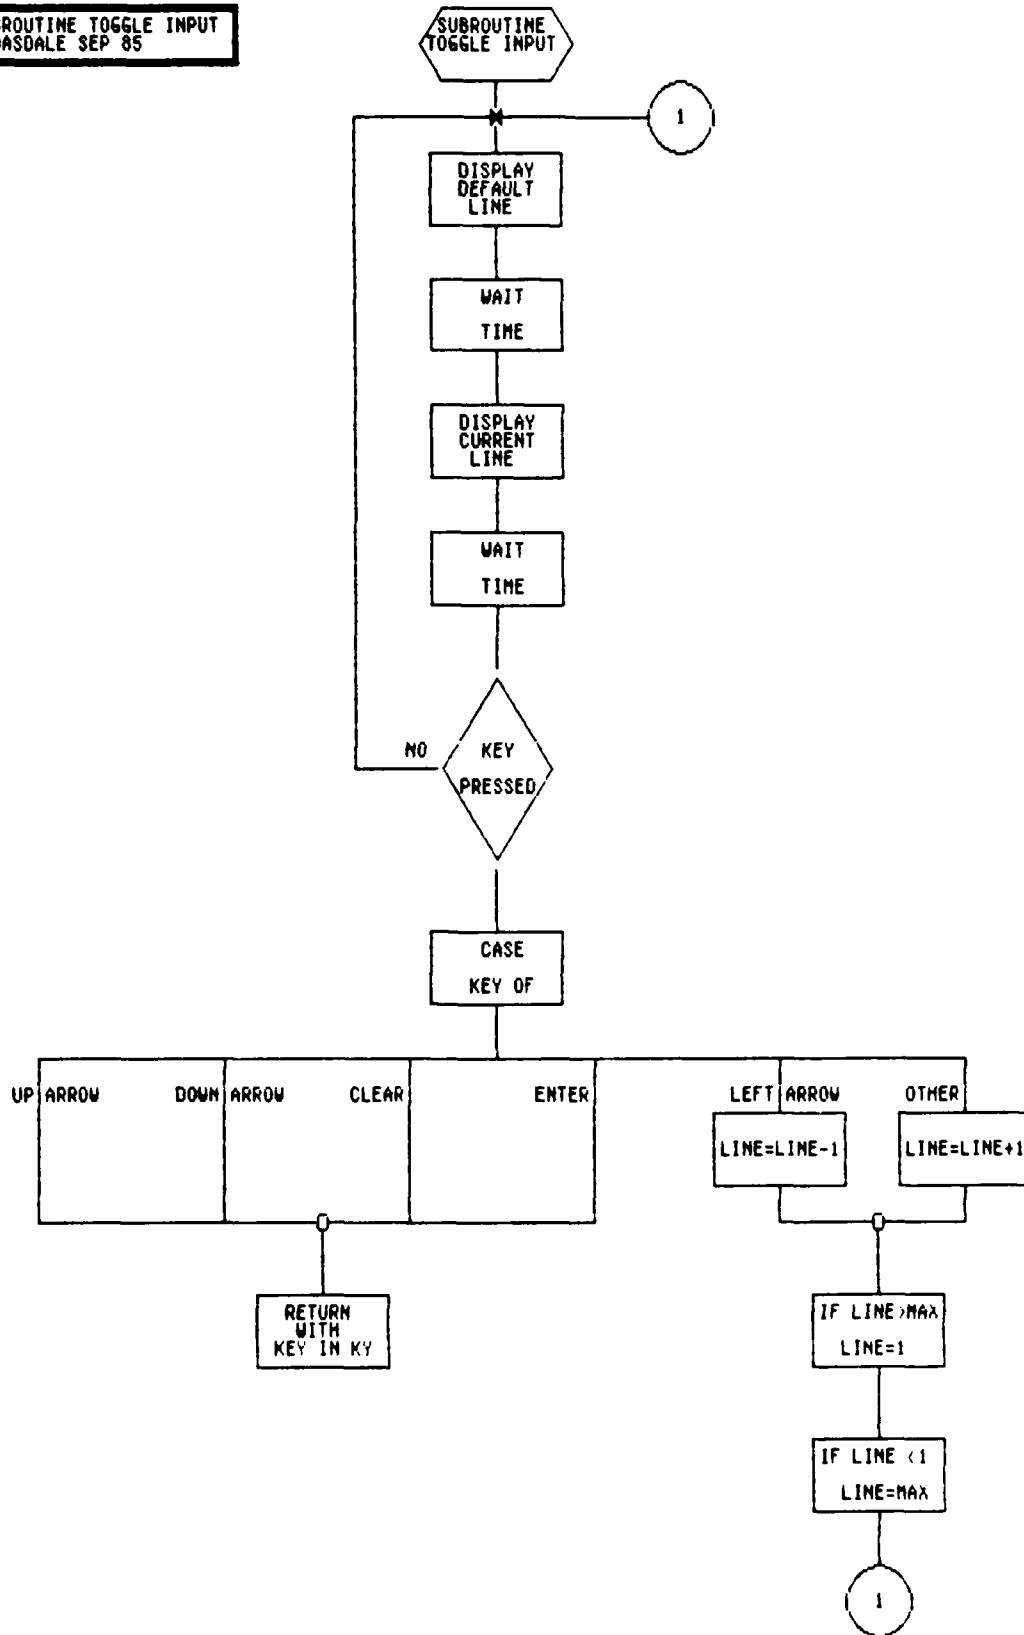 ROUTINE TOGGLE INPUT
DASDALE SEP 85
SUBROUTINE
TOGGLE INPUT
1
DISPLAY
DEFAULT
LINE
WAIT
TIME
DISPLAY
CURRENT
LINE
WAIT
TIME
NO
KEY
PRESSED
CASE
KEY OF
UP ARROW
DOWN ARROW
CLEAR
ENTER
LEFT ARROW
OTHER
LINE=LINE-1
LINE=LINE+1
RETURN
WITH
KEY IN KY
IF LINE>MAX
LINE=1
IF LINE <1
LINE=MAX
1